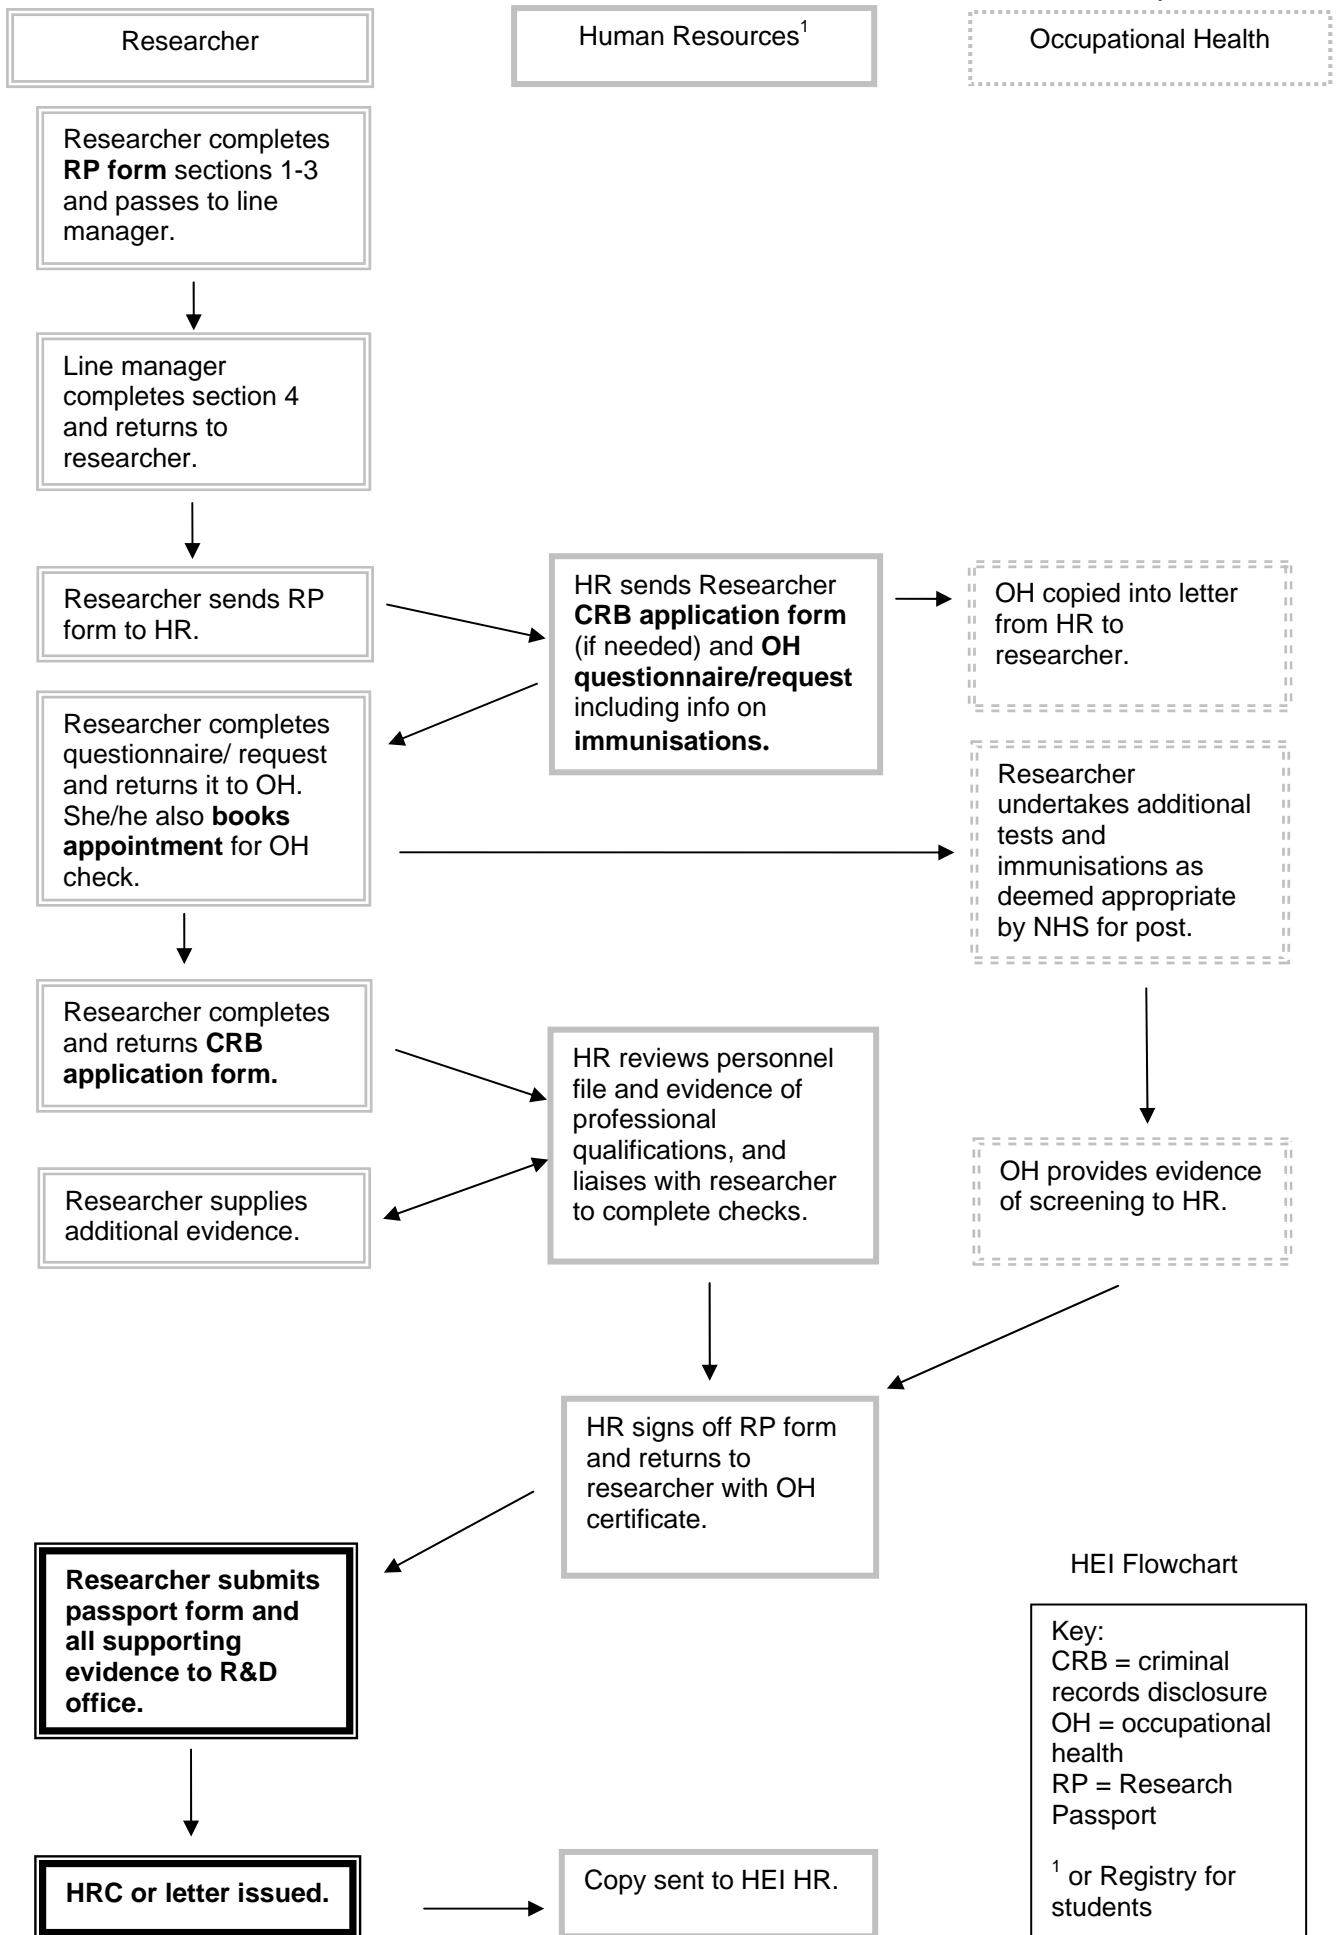 Researcher
Human Resources1
Occupational Health
Researcher completes
RP form sections 1-3
and passes to line
manager.
Line manager
completes section 4
and returns to
researcher.
Researcher sends RP
form to HR.
HR sends Researcher
CRB application form
(if needed) and OH
questionnaire/request
including info on
immunisations.
OH copied into letter
from HR to
researcher.
Researcher completes
questionnaire/ request
and returns it to OH.
She/he also books
appointment for OH
check.
Researcher
undertakes additional
tests and
immunisations as
deemed appropriate
by NHS for post.
Researcher completes
and returns CRB
application form.
HR reviews personnel
file and evidence of
professional
qualifications, and
liaises with researcher
to complete checks.
Researcher supplies
additional evidence.
OH provides evidence
of screening to HR.
HR signs off RP form
and returns to
researcher with OH
certificate.
Researcher submits
passport form and
all supporting
evidence to R&D
office.
HRC or letter issued.
Copy sent to HEI HR.
HEI Flowchart
Key:
CRB = criminal
records disclosure
OH = occupational
health
RP = Research
Passport
1 or Registry for
students